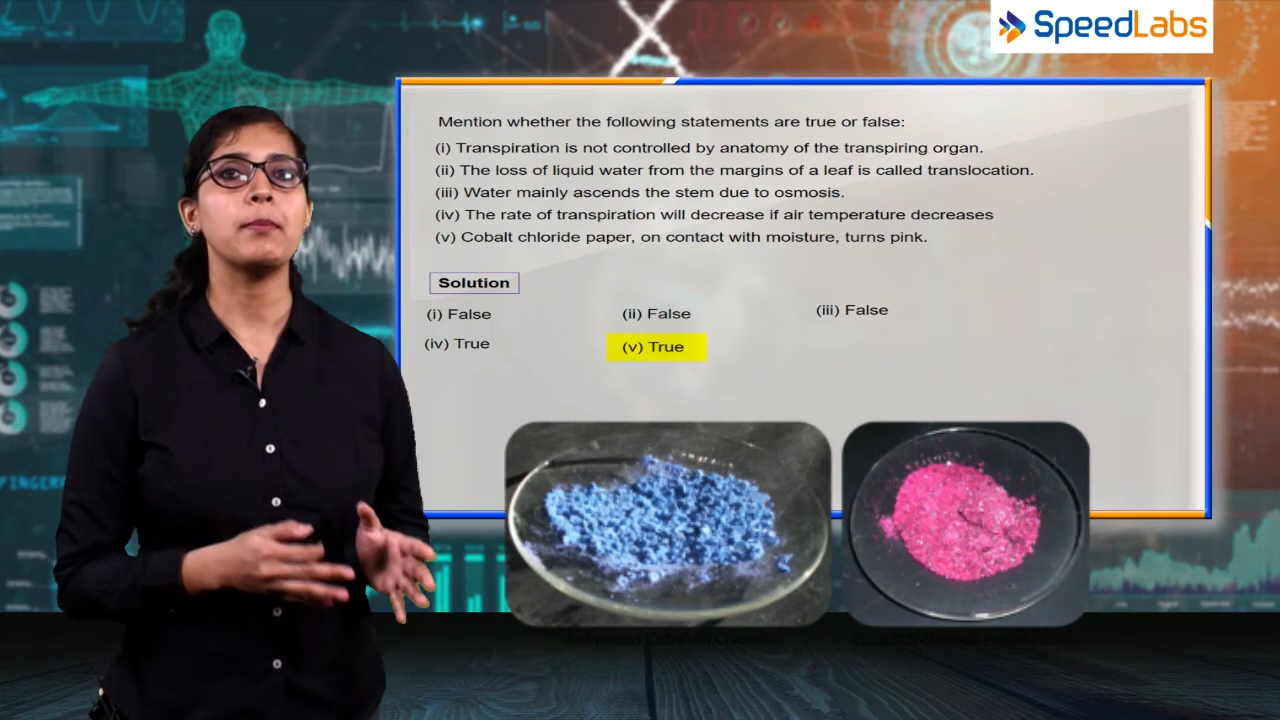 SpeedLabs
Mention whether the following statements are true or false:
(i) Transpiration is not controlled by anatomy of the transpiring organ.
(ii) The loss of liquid water from the margins of a leaf is called translocation.
(iii) Water mainly ascends the stem due to osmosis.
(iv) The rate of transpiration will decrease if air temperature decreases
(v) Cobalt chloride paper, on contact with moisture, turns pink.
Solution
(i) False
(ii) False
(iii) False
(iv) True
(v) True